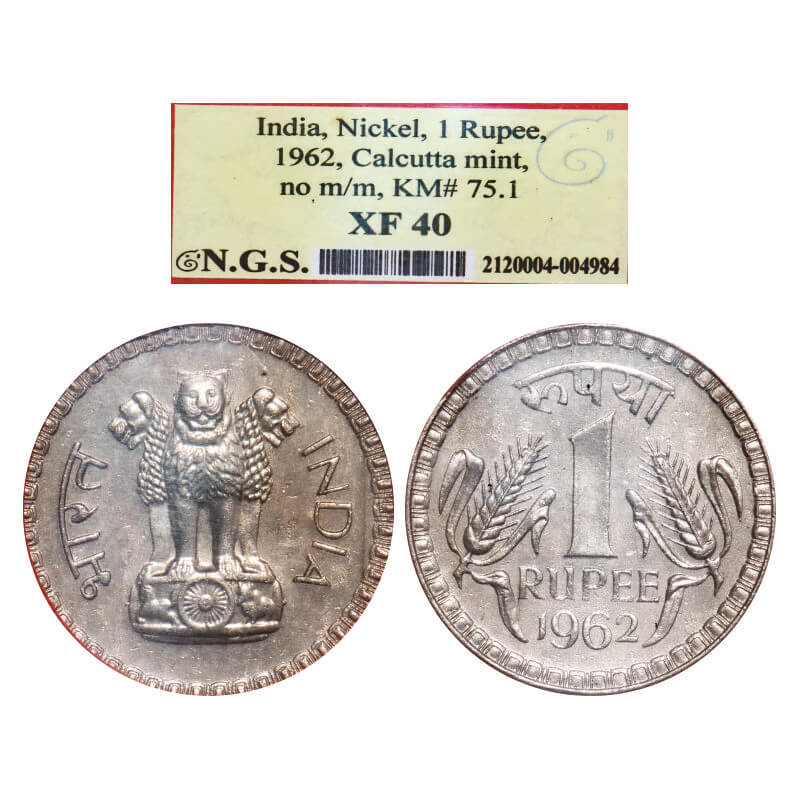 India, Nickel, 1 Rupee,
1962, Calcutta mint,
no m/m, KM# 75.1
XF 40
N.G.S.
2120004-004984
भारत
INDIA
रूपया
1
RUPEE
1962